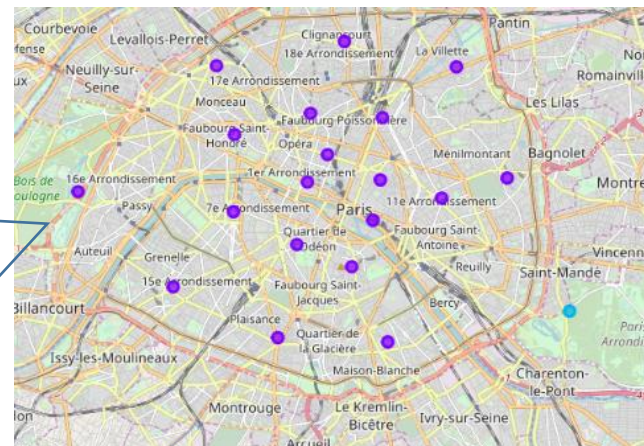 Courbevoie
Pantin
Levallois-Perret
Clignancourt
18e Arrondissement
La Villette
Neuilly-sur-
Seine
17e Arrondissement
Romainvil
Monceau
Les Lilas
Faubourg Saint-
Honoré
Faubourg Poissonnière
Opéra
Ménilmontant
Bagnolet
Bois de
16e Arrondissement
1er Arrondissement
Montre
Passy
7e Arrondissement
Paris
11e Arrondissement
Auteuil
Quartier de
Faubourg Saint-
Antoine
Grenelle
Reuilly
Vincenn
Saint-Mandé
15e Arrondissement
Faubourg Saint-
Jacques
Billancourt
Bercy
Plaisance
Quartier de
la Glacière
Paris
Arrondi
Issy-les-Moulineaux
Maison-Blanche
Charenton-
le-Pont
Montrouge
Le Kremlin-
Bicêtre
Ivry-sur-Seine
Arcueil